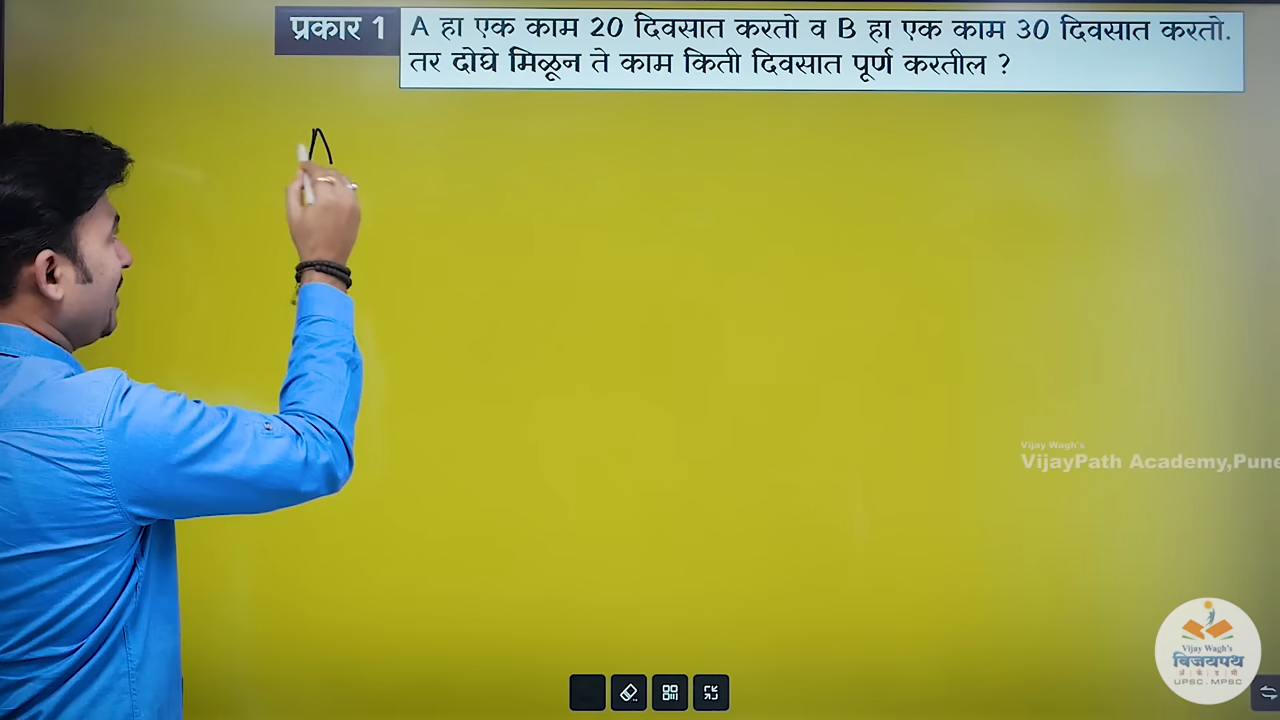 प्रकार 1
A हा एक काम 20 दिवसात करतो व B हा एक काम 30 दिवसात करतो.
तर दोघे मिळून ते काम किती दिवसात पूर्ण करतील ?
Vijay Wagh's
VijayPath Academy,Pune
Vijay Wagh's
विजयपथ
UPSC.MPSC